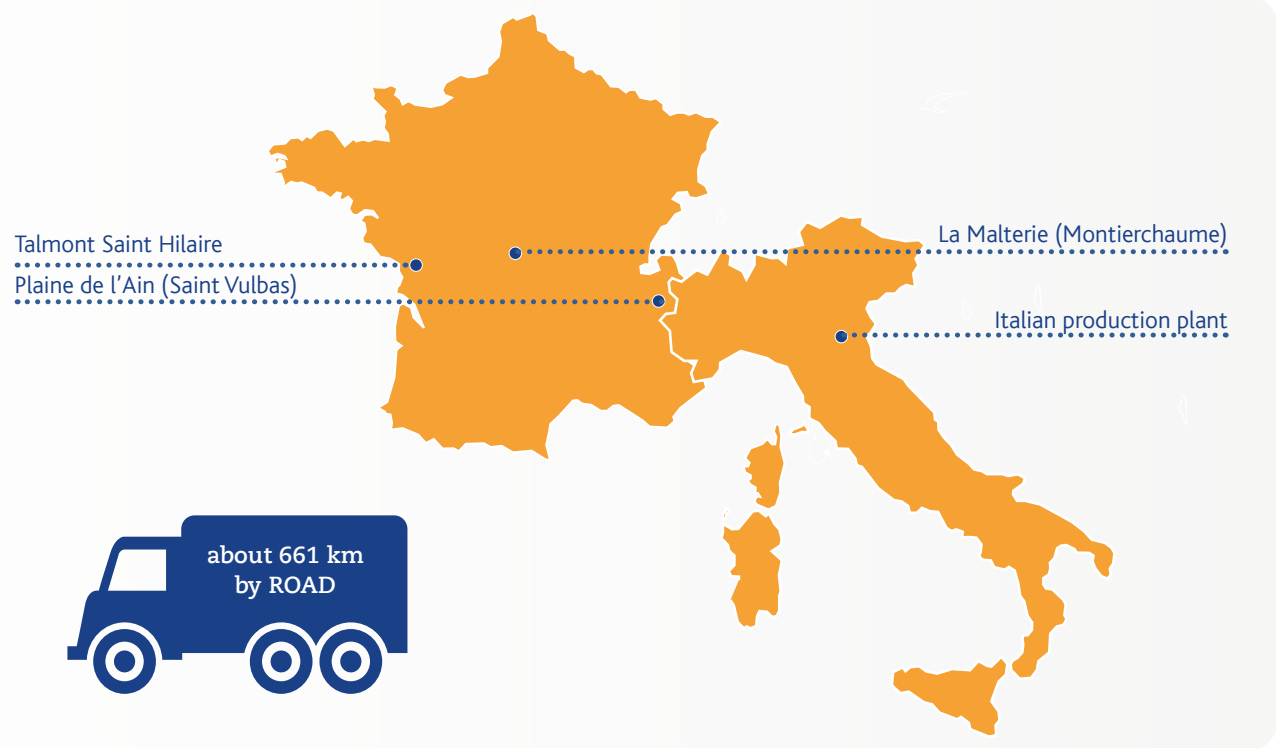 Talmont Saint Hilaire
Plaine de l'Ain (Saint Vulbas)
La Malterie (Montierchaume)
Italian production plant
about 661 km
by ROAD